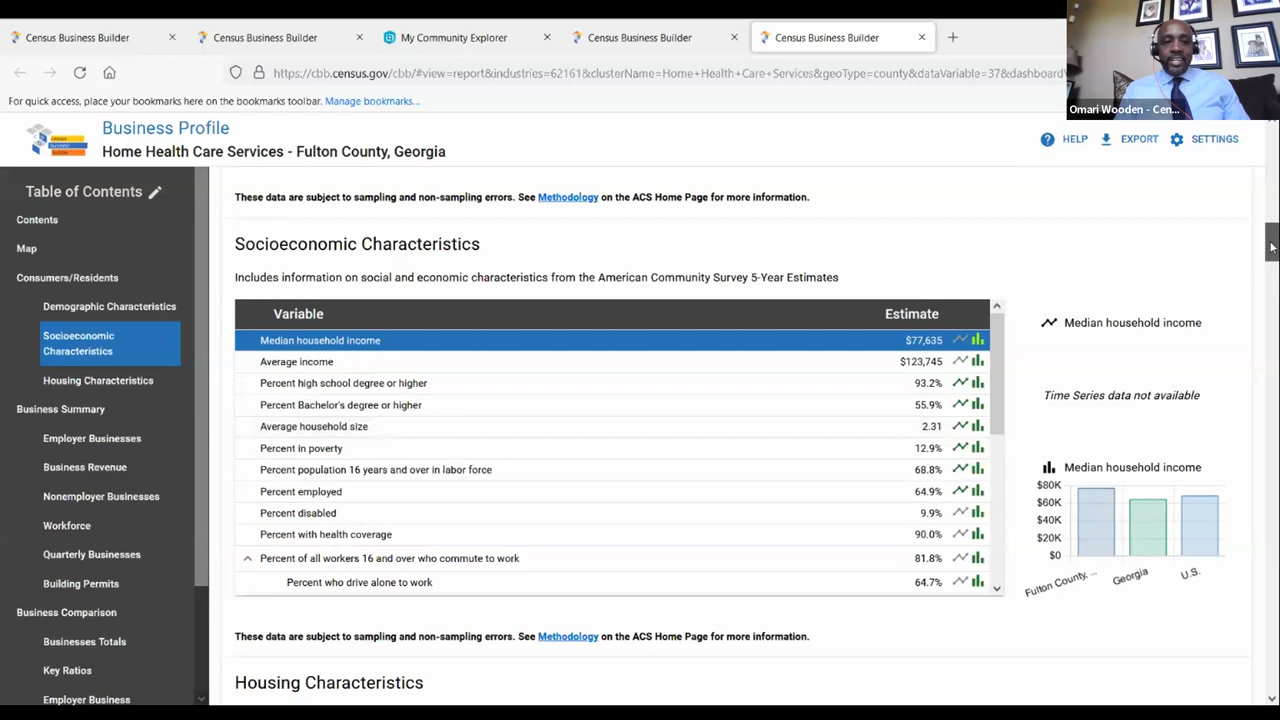 Census Business Builder
Census Business Builder
My Community Explorer
Census Business Builder
Census Business Builder
https://cbb.census.gov/cbb/#view=report&industries=62161&clusterName=Home+Health+Care+Services&geoType=county&dataVariable=37&dashboard
For quick access, place your bookmarks here on the bookmarks toolbar. Manage bookmarks...
Omari Wooden - Cen...
Business Profile
Home Health Care Services - Fulton County, Georgia
HELP
EXPORT
SETTINGS
Table of Contents
Contents
Map
Consumers/Residents
Demographic Characteristics
Socioeconomic
Characteristics
Housing Characteristics
Business Summary
Employer Businesses
Business Revenue
Nonemployer Businesses
Workforce
Quarterly Businesses
Building Permits
Business Comparison
Businesses Totals
Key Ratios
Employer Business
These data are subject to sampling and non-sampling errors. See Methodology on the ACS Home Page for more information.
Socioeconomic Characteristics
Includes information on social and economic characteristics from the American Community Survey 5-Year Estimates
Variable Estimate
Median household income $77,635
Average income $123,745
Percent high school degree or higher 93.2%
Percent Bachelor's degree or higher 55.9%
Average household size 2.31
Percent in poverty 12.9%
Percent population 16 years and over in labor force 68.8%
Percent employed 64.9%
Percent disabled 9.9%
Percent with health coverage 90.0%
Percent of all workers 16 and over who commute to work 81.8%
Percent who drive alone to work 64.7%
Median household income
Time Series data not available
Median household income
$80K
$60K
$40K
$20K
$0
Fulton County, ...
Georgia
U.S.
These data are subject to sampling and non-sampling errors. See Methodology on the ACS Home Page for more information.
Housing Characteristics